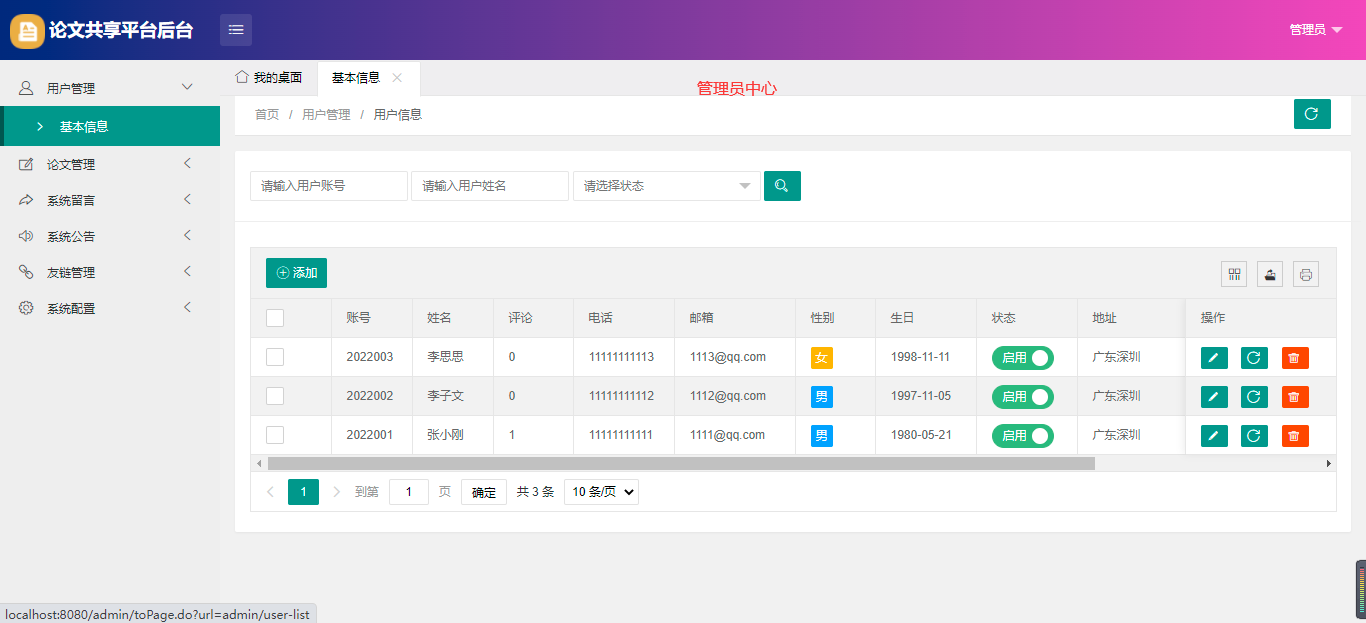 论文共享平台后台
管理员
用户管理
基本信息
论文管理
系统留言
系统公告
友链管理
系统配置
我的桌面 基本信息
管理员中心
首页 / 用户管理 / 用户信息
请输入用户账号 请输入用户姓名 请选择状态
添加
账号 姓名 评论 电话 邮箱 性别 生日 状态 地址 操作
2022003 李思思 0 11111111113 1113@qq.com 女 1998-11-11 启用 广东深圳
2022002 李子文 0 11111111112 1112@qq.com 男 1997-11-05 启用 广东深圳
2022001 张小刚 1 11111111111 1111@qq.com 男 1980-05-21 启用 广东深圳
1 到第 1 页 确定 共 3 条 10 条/页
localhost:8080/admin/toPage.do?url=admin/user-list